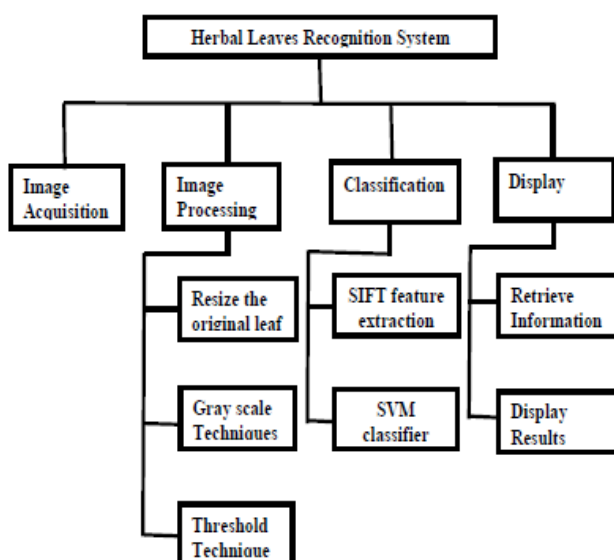 Herbal Leaves Recognition System
Image
Acquisition
Image
Processing
Classification
Display
Resize the
original leaf
SIFT feature
extraction
Retrieve
Information
Gray scale
Techniques
SVM
classifier
Display
Results
Threshold
Technique